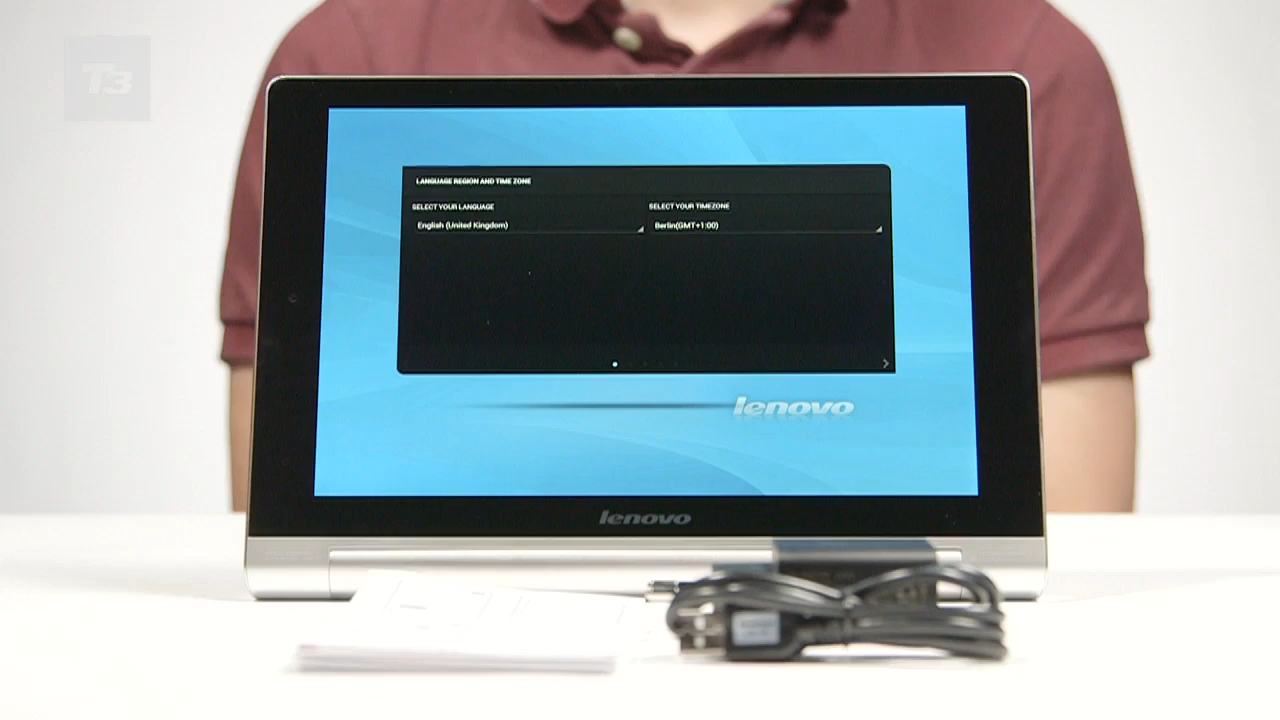 T3
LANGUAGE REGION AND TIME ZONE
SELECT YOUR LANGUAGE
SELECT YOUR TIMEZONE
English (United Kingdom)
Berlin(GMT+1:00)
lenovo
lenovo